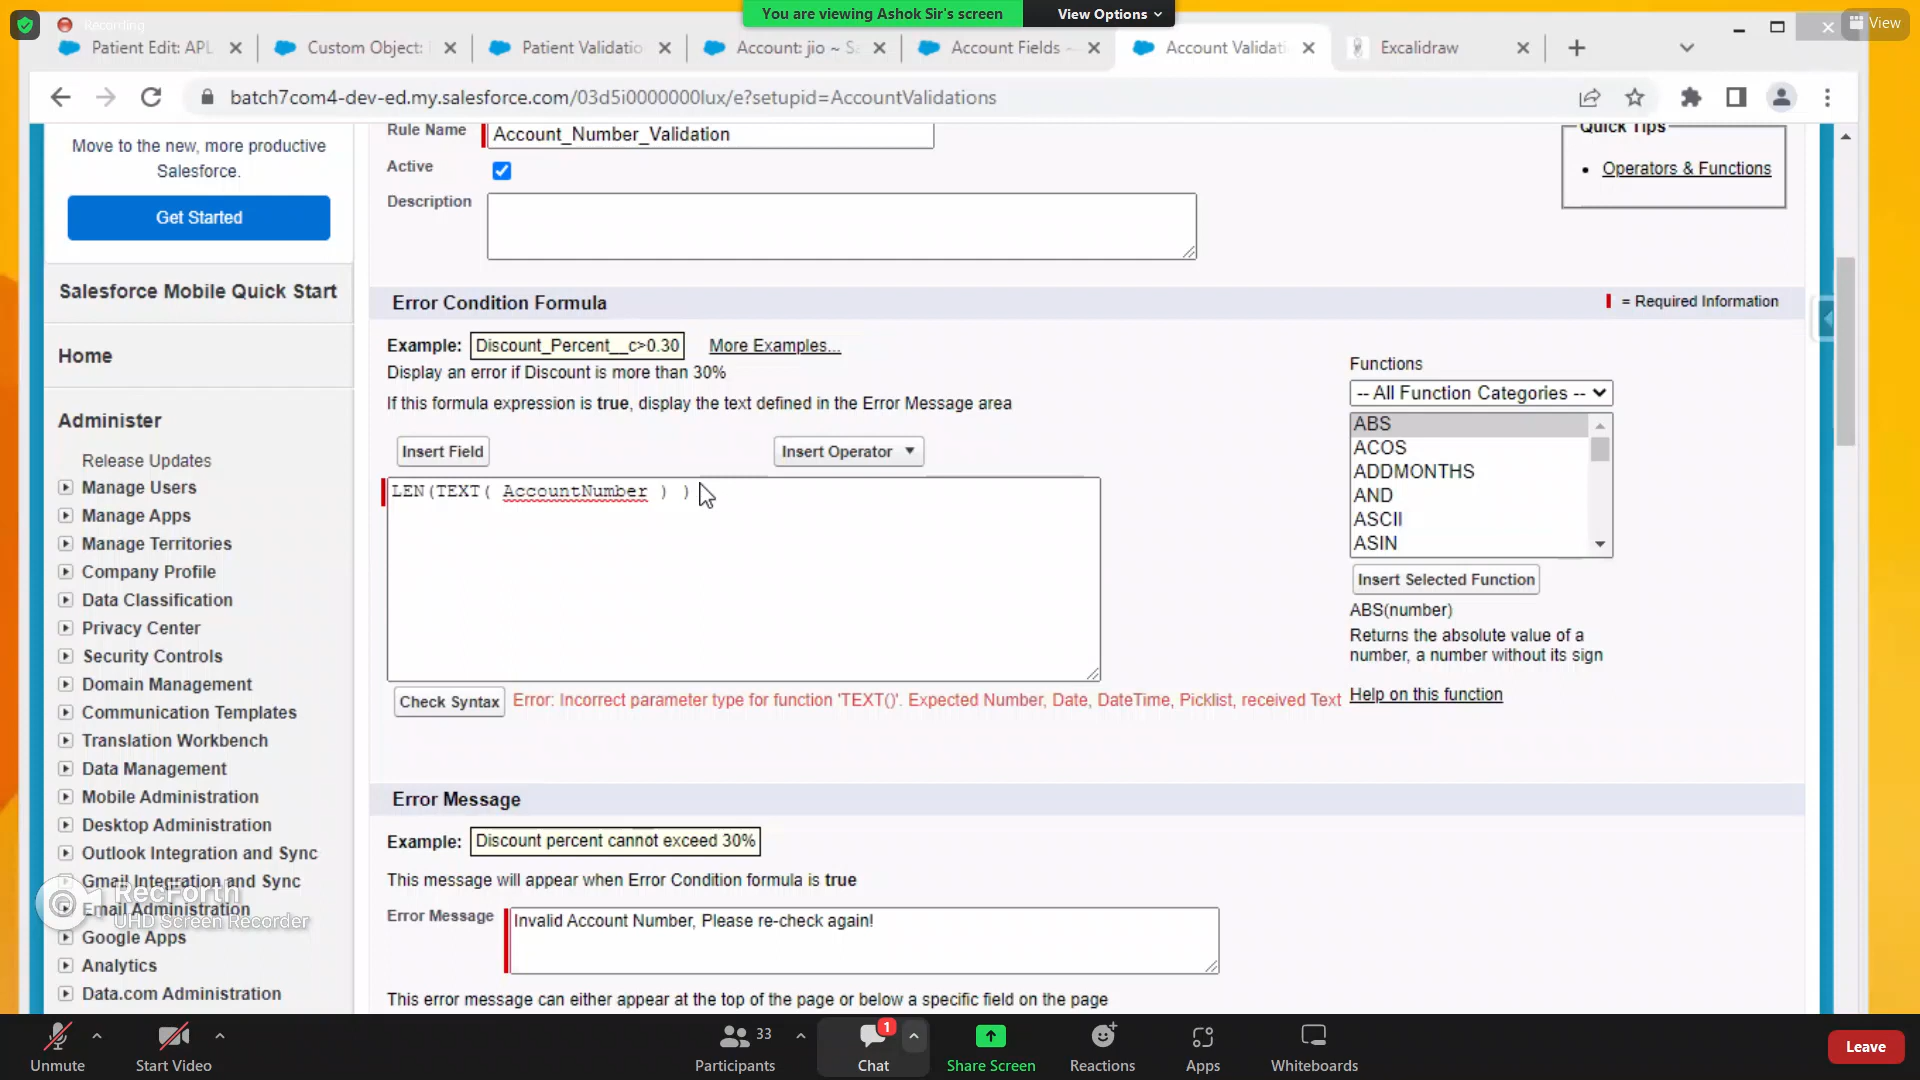 Recording
You are viewing Ashok Sir's screen
View Options
View
Patient Edit: APL
Custom Object:
Patient Validatio
Account: jio ~ Sa
Account Fields ~
Account Validati
Excalidraw
batch7com4-dev-ed.my.salesforce.com/03d5i0000000lux/e?setupid=AccountValidations
Move to the new, more productive
Salesforce.
Get Started
Salesforce Mobile Quick Start
Home
Administer
Release Updates
Manage Users
Manage Apps
Manage Territories
Company Profile
Data Classification
Privacy Center
Security Controls
Domain Management
Communication Templates
Translation Workbench
Data Management
Mobile Administration
Desktop Administration
Outlook Integration and Sync
Gmail Integration and Sync
Email Administration
Google Apps
Analytics
Data.com Administration
RecForth
UHD Screen Recorder
Rule Name
Account_Number_Validation
Active
Description
Quick Tips
Operators & Functions
Error Condition Formula
= Required Information
Example: Discount_Percent__c>0.30 More Examples...
Display an error if Discount is more than 30%
If this formula expression is true, display the text defined in the Error Message area
Insert Field
Insert Operator
LEN(TEXT( AccountNumber ) )
Functions
-- All Function Categories --
ABS
ACOS
ADDMONTHS
AND
ASCII
ASIN
Insert Selected Function
ABS(number)
Returns the absolute value of a
number, a number without its sign
Help on this function
Check Syntax
Error: Incorrect parameter type for function 'TEXT()'. Expected Number, Date, DateTime, Picklist, received Text
Error Message
Example: Discount percent cannot exceed 30%
This message will appear when Error Condition formula is true
Error Message
Invalid Account Number, Please re-check again!
This error message can either appear at the top of the page or below a specific field on the page
Unmute
Start Video
33
Participants
1
Chat
Share Screen
Reactions
Apps
Whiteboards
Leave